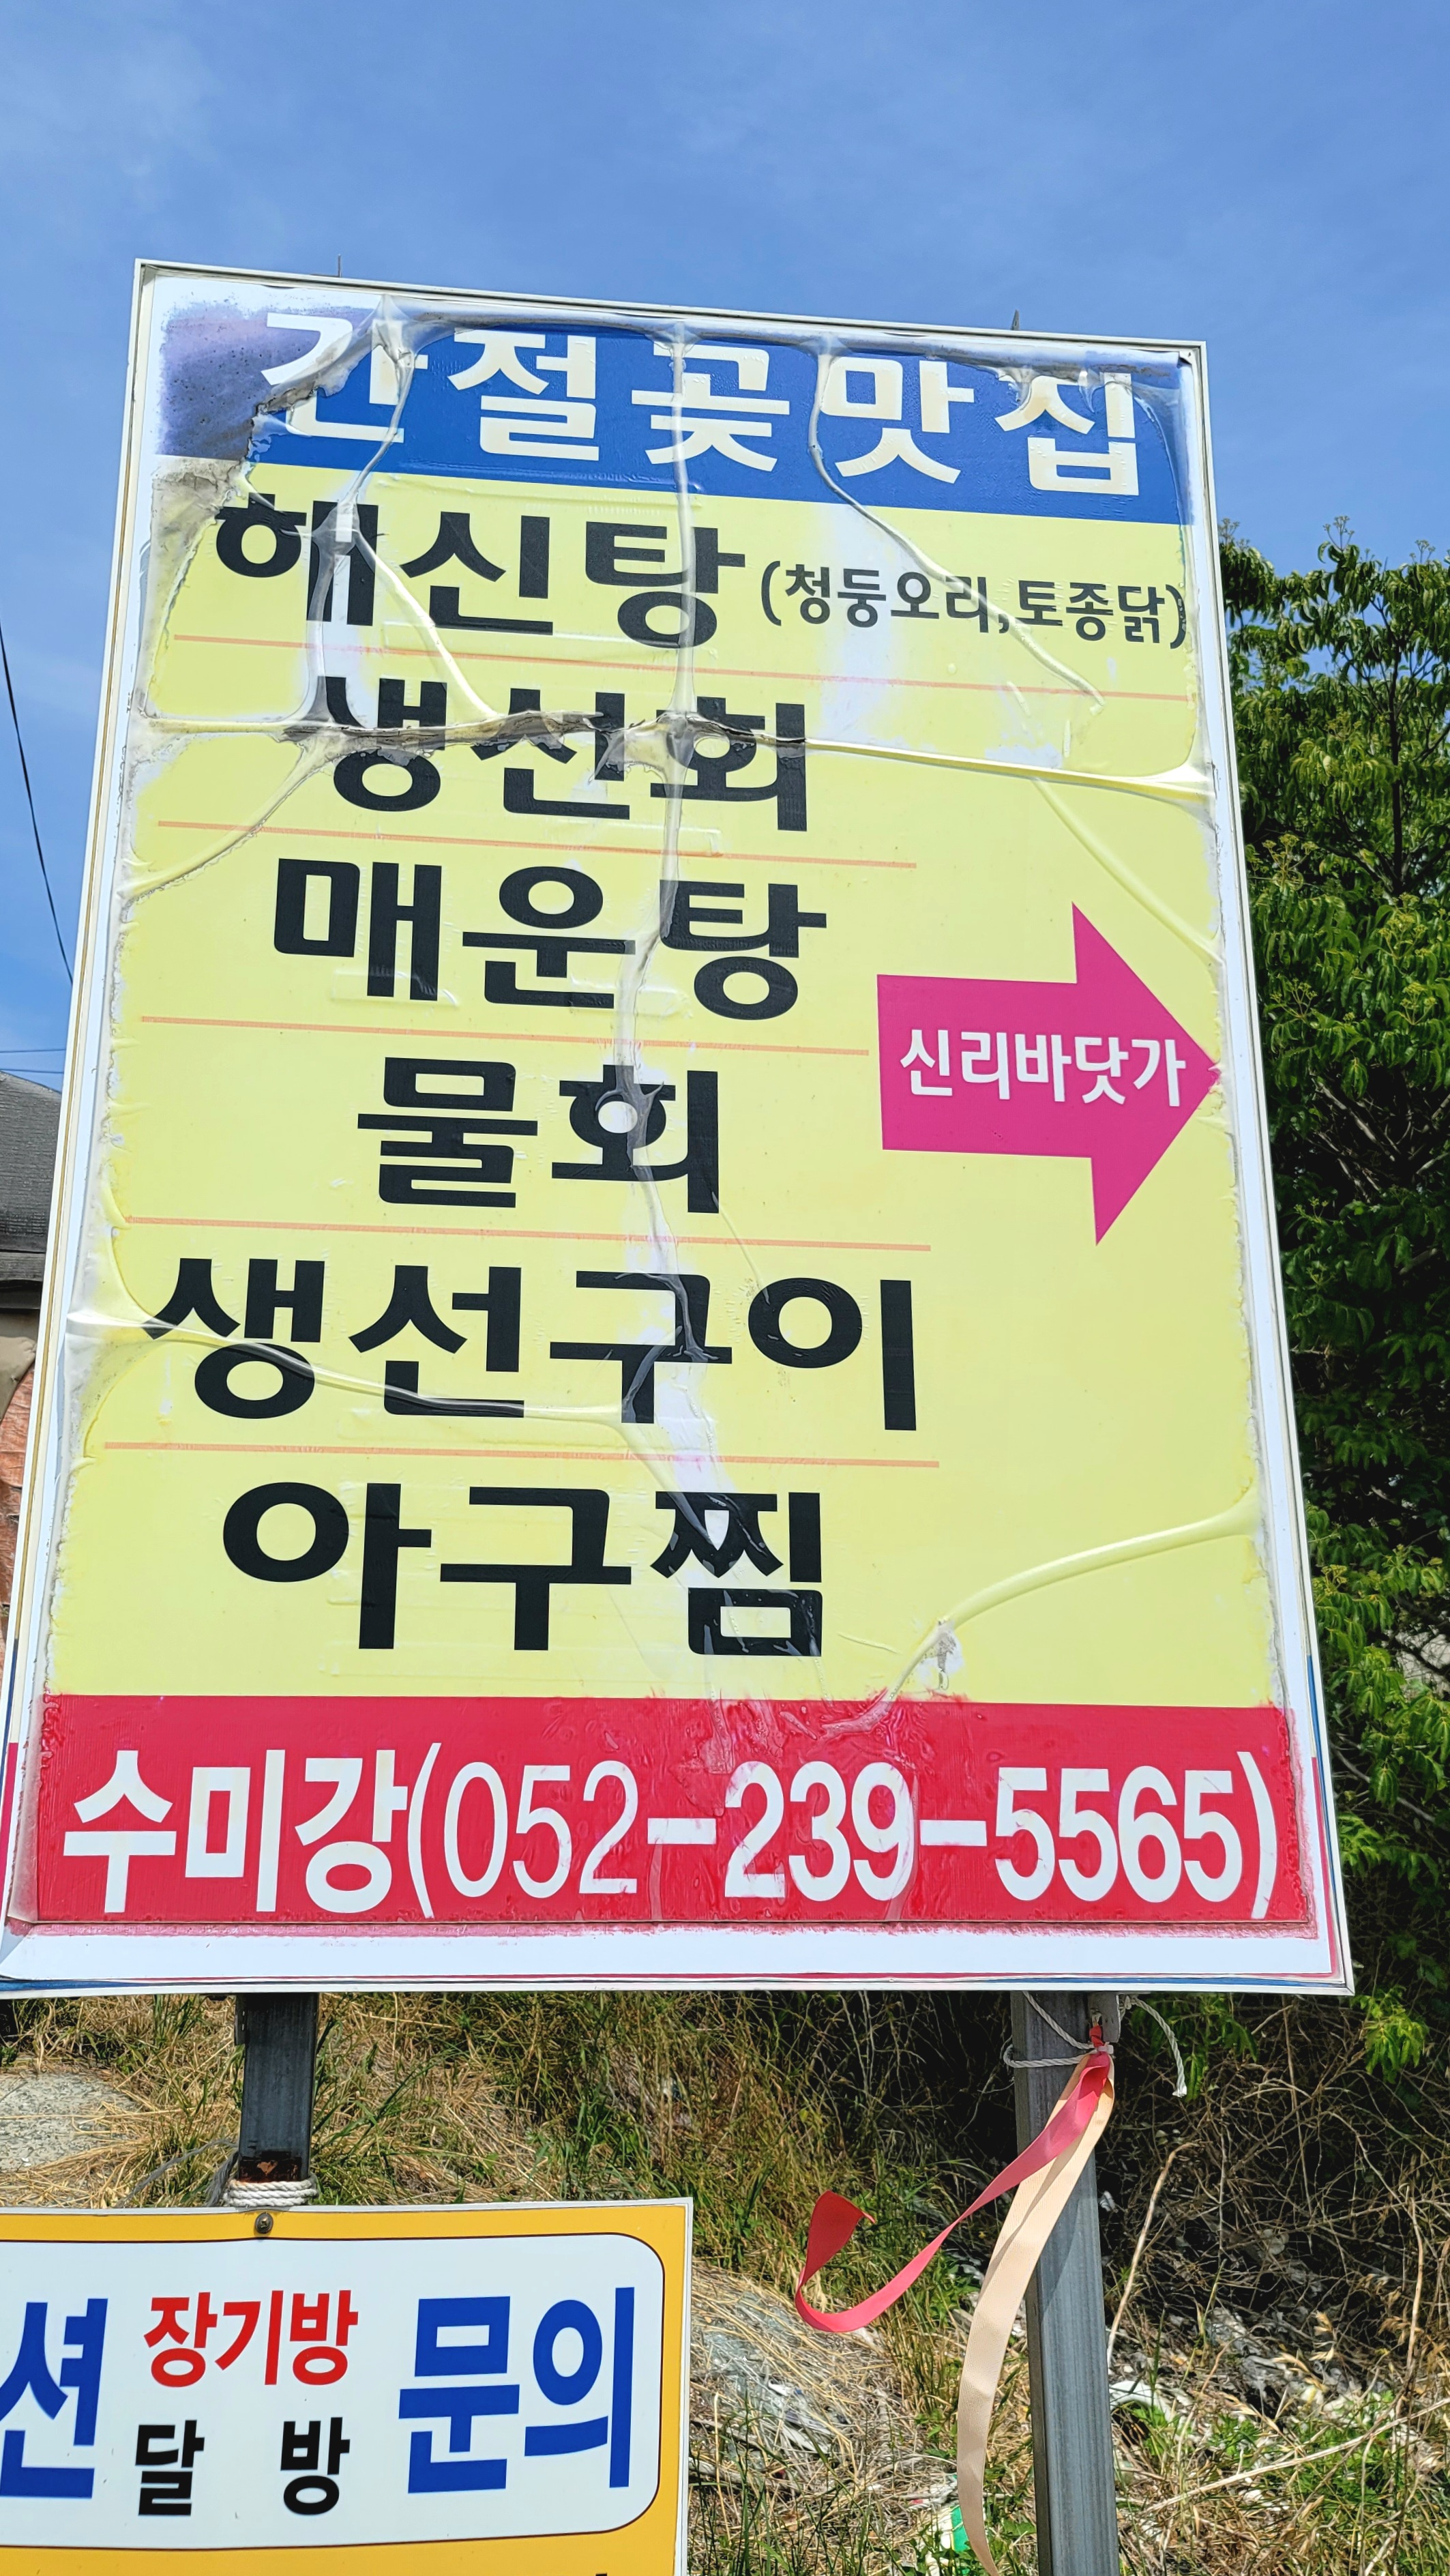 간절곶맛집
해신탕(청둥오리,토종닭)
생선회
매운탕
신리바닷가
물회
생선구이
아구찜
수미강(052-239-5565)
션 장기방 문의
달 방